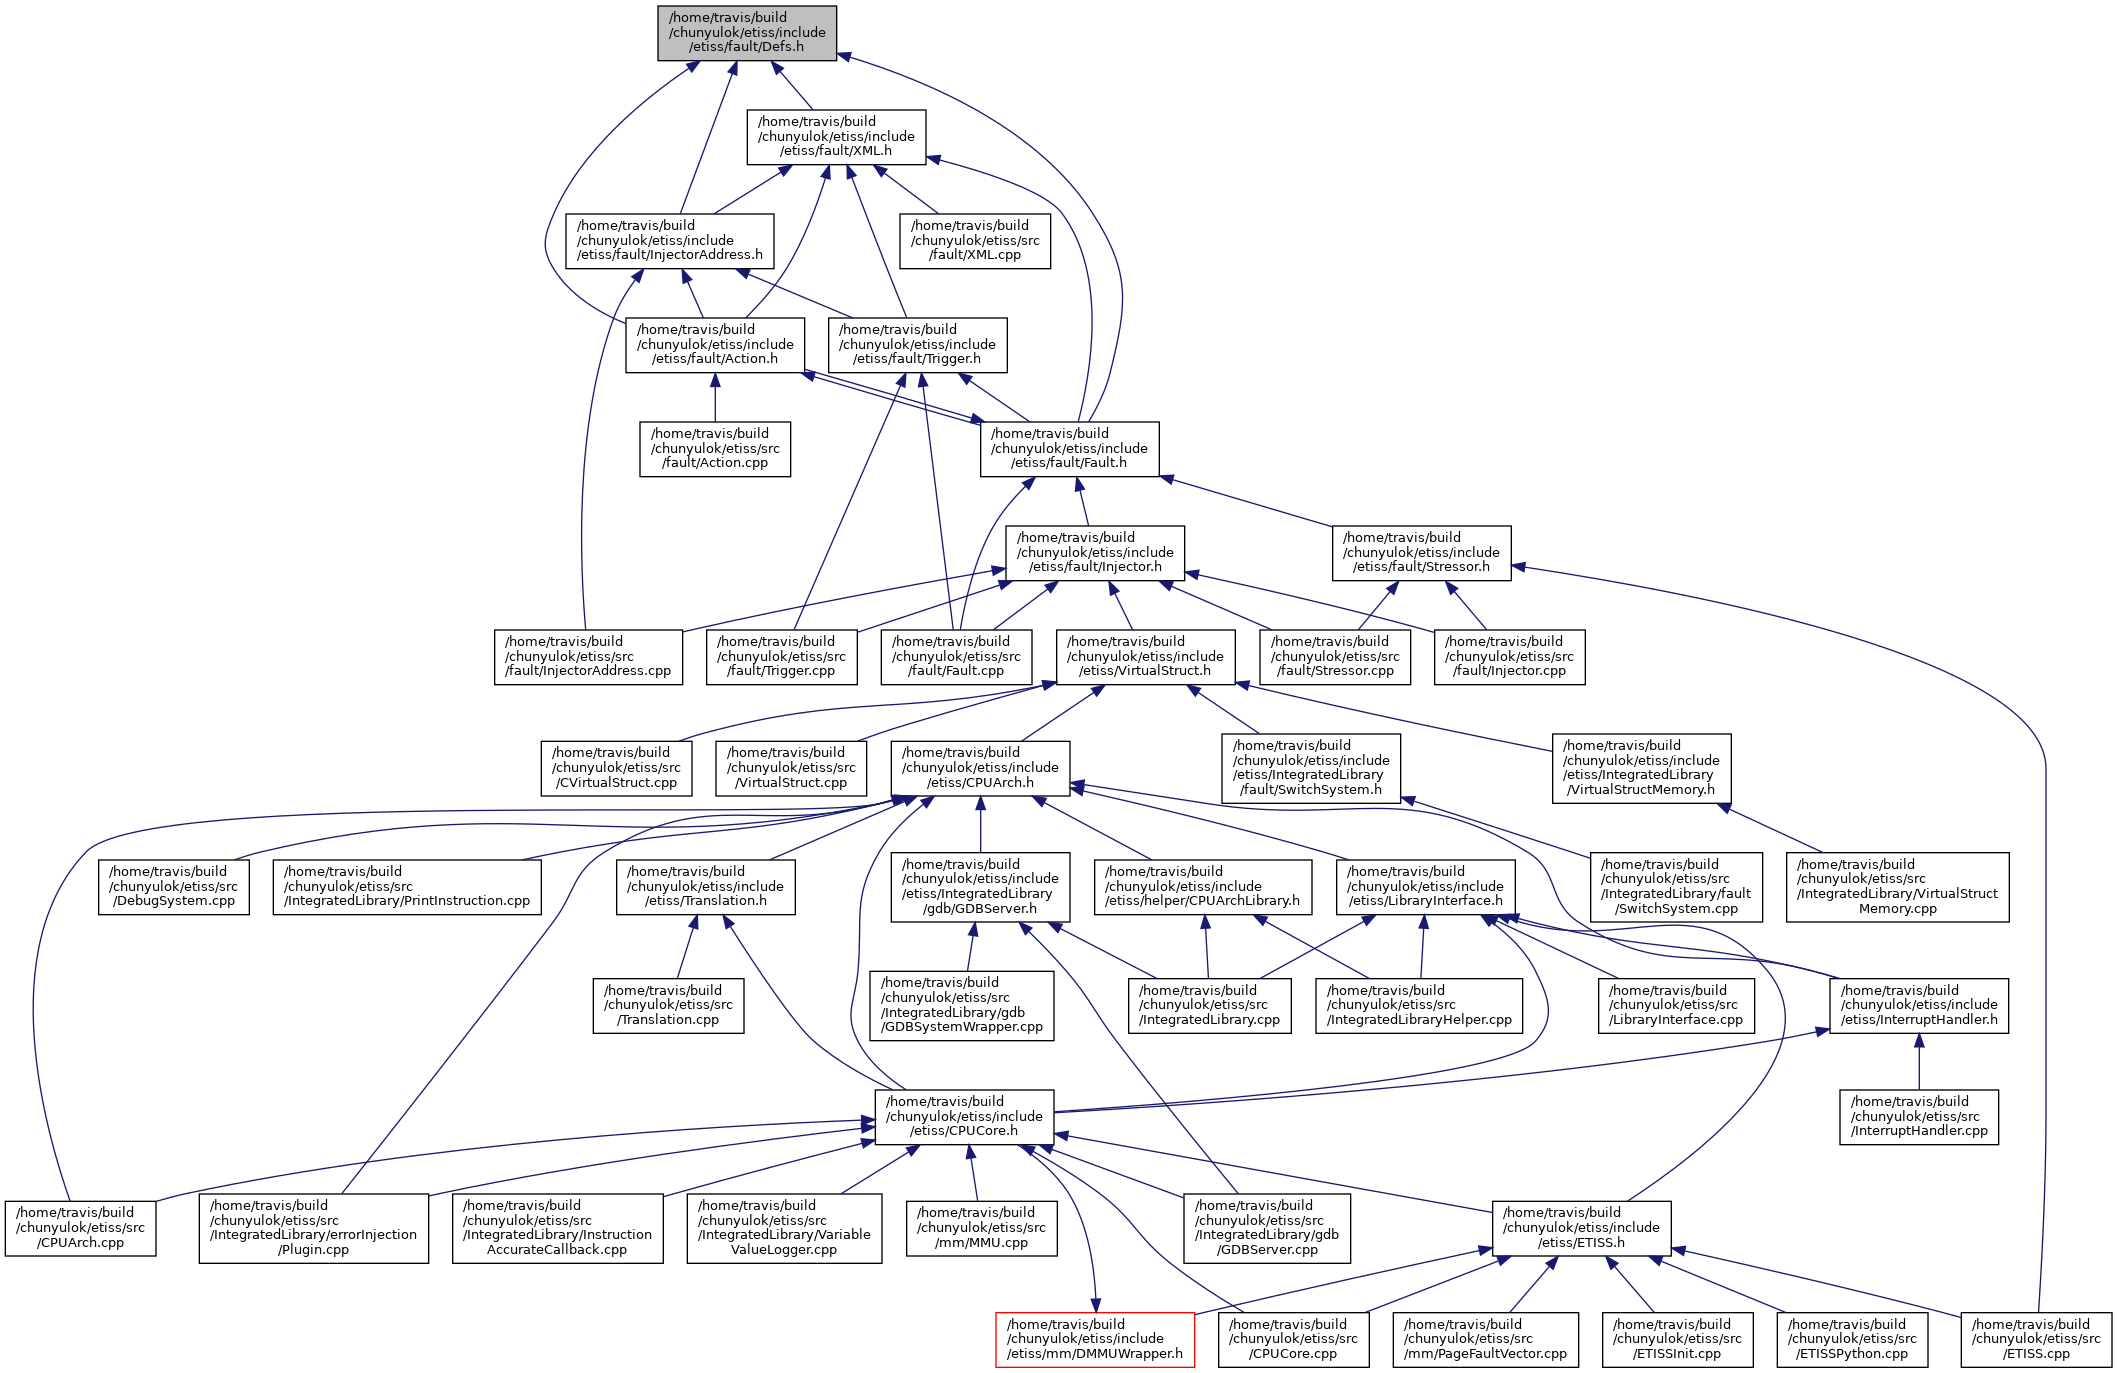 /home/travis/build
/chunyulok/etiss/include
/etiss/fault/Defs.h
/home/travis/build
/chunyulok/etiss/include
/etiss/fault/XML.h
/home/travis/build
/chunyulok/etiss/include
/etiss/fault/InjectorAddress.h
/home/travis/build
/chunyulok/etiss/src
/fault/XML.cpp
/home/travis/build
/chunyulok/etiss/include
/etiss/fault/Action.h
/home/travis/build
/chunyulok/etiss/include
/etiss/fault/Trigger.h
/home/travis/build
/chunyulok/etiss/src
/fault/Action.cpp
/home/travis/build
/chunyulok/etiss/include
/etiss/fault/Fault.h
/home/travis/build
/chunyulok/etiss/include
/etiss/fault/Injector.h
/home/travis/build
/chunyulok/etiss/include
/etiss/fault/Stressor.h
/home/travis/build
/chunyulok/etiss/src
/fault/InjectorAddress.cpp
/home/travis/build
/chunyulok/etiss/src
/fault/Trigger.cpp
/home/travis/build
/chunyulok/etiss/src
/fault/Fault.cpp
/home/travis/build
/chunyulok/etiss/include
/etiss/VirtualStruct.h
/home/travis/build
/chunyulok/etiss/src
/fault/Stressor.cpp
/home/travis/build
/chunyulok/etiss/src
/fault/Injector.cpp
/home/travis/build
/chunyulok/etiss/src
/CVirtualStruct.cpp
/home/travis/build
/chunyulok/etiss/src
/VirtualStruct.cpp
/home/travis/build
/chunyulok/etiss/include
/etiss/CPUArch.h
/home/travis/build
/chunyulok/etiss/include
/etiss/IntegratedLibrary
/fault/SwitchSystem.h
/home/travis/build
/chunyulok/etiss/include
/etiss/IntegratedLibrary
/VirtualStructMemory.h
/home/travis/build
/chunyulok/etiss/src
/DebugSystem.cpp
/home/travis/build
/chunyulok/etiss/src
/IntegratedLibrary/PrintInstruction.cpp
/home/travis/build
/chunyulok/etiss/include
/etiss/Translation.h
/home/travis/build
/chunyulok/etiss/include
/etiss/IntegratedLibrary
/gdb/GDBServer.h
/home/travis/build
/chunyulok/etiss/include
/etiss/helper/CPUArchLibrary.h
/home/travis/build
/chunyulok/etiss/include
/etiss/LibraryInterface.h
/home/travis/build
/chunyulok/etiss/src
/IntegratedLibrary/fault
/SwitchSystem.cpp
/home/travis/build
/chunyulok/etiss/src
/IntegratedLibrary/VirtualStruct
Memory.cpp
/home/travis/build
/chunyulok/etiss/src
/Translation.cpp
/home/travis/build
/chunyulok/etiss/src
/IntegratedLibrary/gdb
/GDBSystemWrapper.cpp
/home/travis/build
/chunyulok/etiss/src
/IntegratedLibrary.cpp
/home/travis/build
/chunyulok/etiss/src
/IntegratedLibraryHelper.cpp
/home/travis/build
/chunyulok/etiss/src
/LibraryInterface.cpp
/home/travis/build
/chunyulok/etiss/include
/etiss/InterruptHandler.h
/home/travis/build
/chunyulok/etiss/include
/etiss/CPUCore.h
/home/travis/build
/chunyulok/etiss/src
/InterruptHandler.cpp
/home/travis/build
/chunyulok/etiss/src
/CPUArch.cpp
/home/travis/build
/chunyulok/etiss/src
/IntegratedLibrary/errorInjection
/Plugin.cpp
/home/travis/build
/chunyulok/etiss/src
/IntegratedLibrary/Instruction
AccurateCallback.cpp
/home/travis/build
/chunyulok/etiss/src
/IntegratedLibrary/Variable
ValueLogger.cpp
/home/travis/build
/chunyulok/etiss/src
/mm/MMU.cpp
/home/travis/build
/chunyulok/etiss/src
/IntegratedLibrary/gdb
/GDBServer.cpp
/home/travis/build
/chunyulok/etiss/include
/etiss/ETISS.h
/home/travis/build
/chunyulok/etiss/include
/etiss/mm/DMMUWrapper.h
/home/travis/build
/chunyulok/etiss/src
/CPUCore.cpp
/home/travis/build
/chunyulok/etiss/src
/mm/PageFaultVector.cpp
/home/travis/build
/chunyulok/etiss/src
/ETISSInit.cpp
/home/travis/build
/chunyulok/etiss/src
/ETISSPython.cpp
/home/travis/build
/chunyulok/etiss/src
/ETISS.cpp